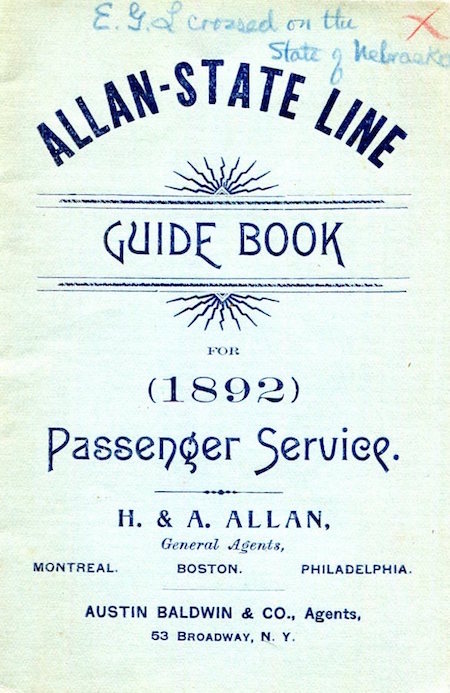 E. G. L crossed on the
State of Nebraska
ALLAN-STATE LINE
GUIDE BOOK
FOR
(1892)
Passenger Service.
H. & A. ALLAN,
General Agents,
MONTREAL. BOSTON. PHILADELPHIA.
AUSTIN BALDWIN & CO., Agents,
53 BROADWAY, N. Y.